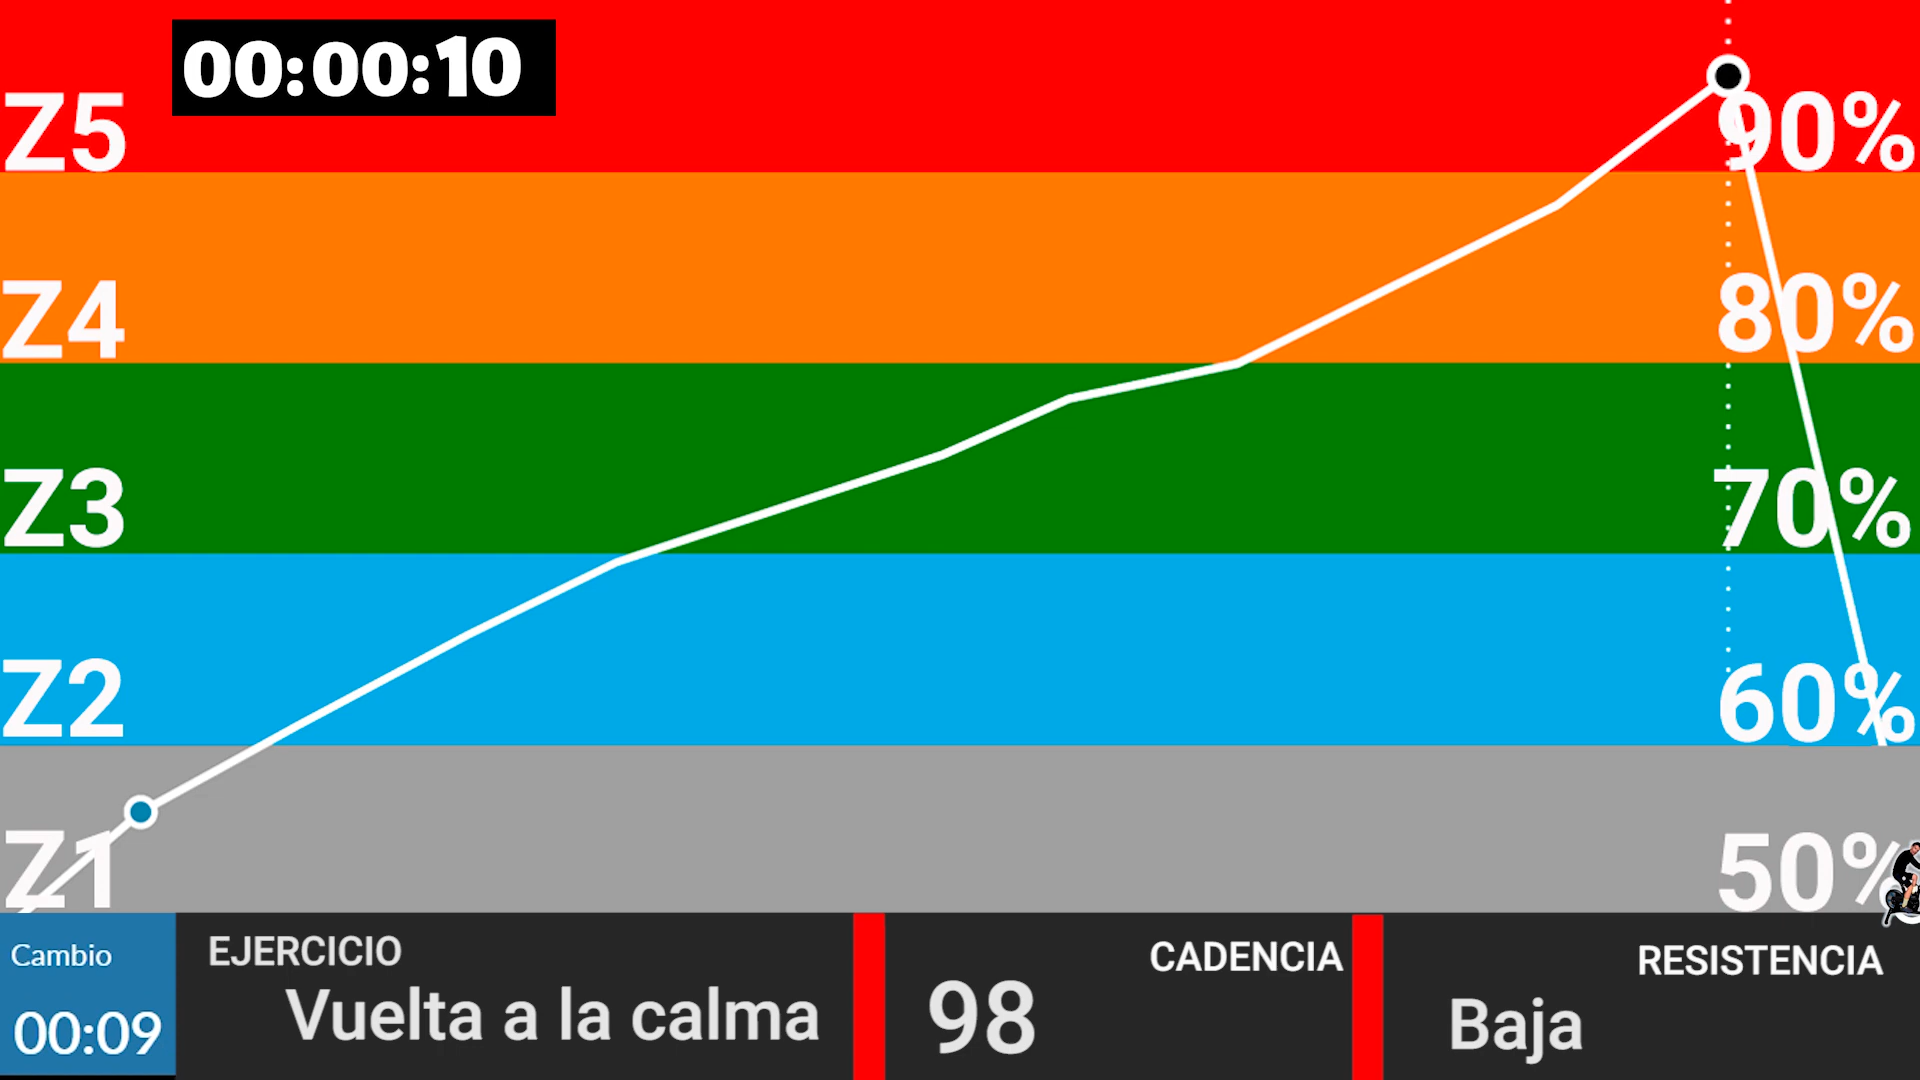 00:00:10
Z5 90%
Z4 80%
Z3 70%
Z2 60%
Z1 50%
Cambio
00:09
EJERCICIO
Vuelta a la calma
CADENCIA
98
RESISTENCIA
Baja